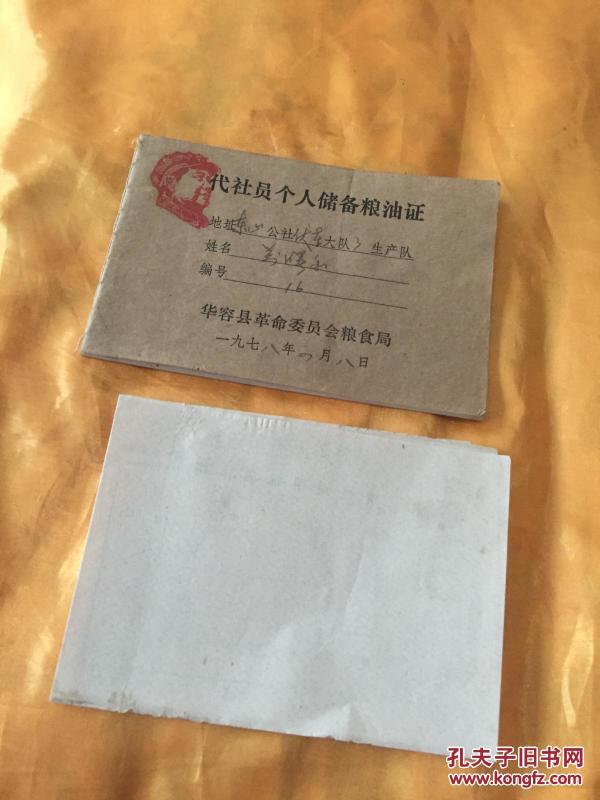 代社员个人储备粮油证
地址 公社 大队 生产队
姓名
编号 16
华容县革命委员会粮食局
一九七八年四月八日
孔夫子旧书网
www.kongfz.com